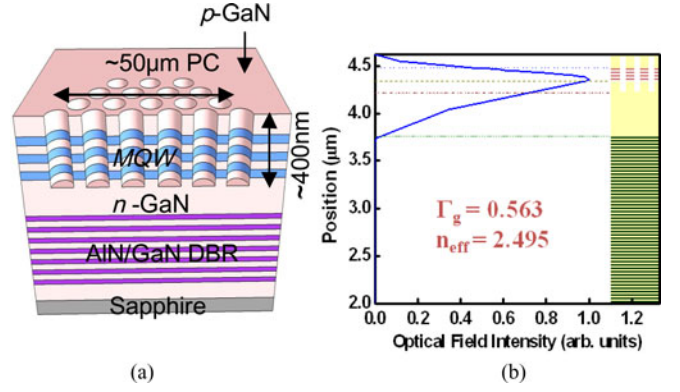 p-GaN
~50μm PC
MQW
~400nm
n -GaN
AlN/GaN DBR
Sapphire
(a)
Position (μm)
4.5
4.0
3.5
3.0
2.5
2.0
Γg = 0.563
neff = 2.495
0.0 0.2 0.4 0.6 0.8 1.0 1.2
Optical Field Intensity (arb. units)
(b)